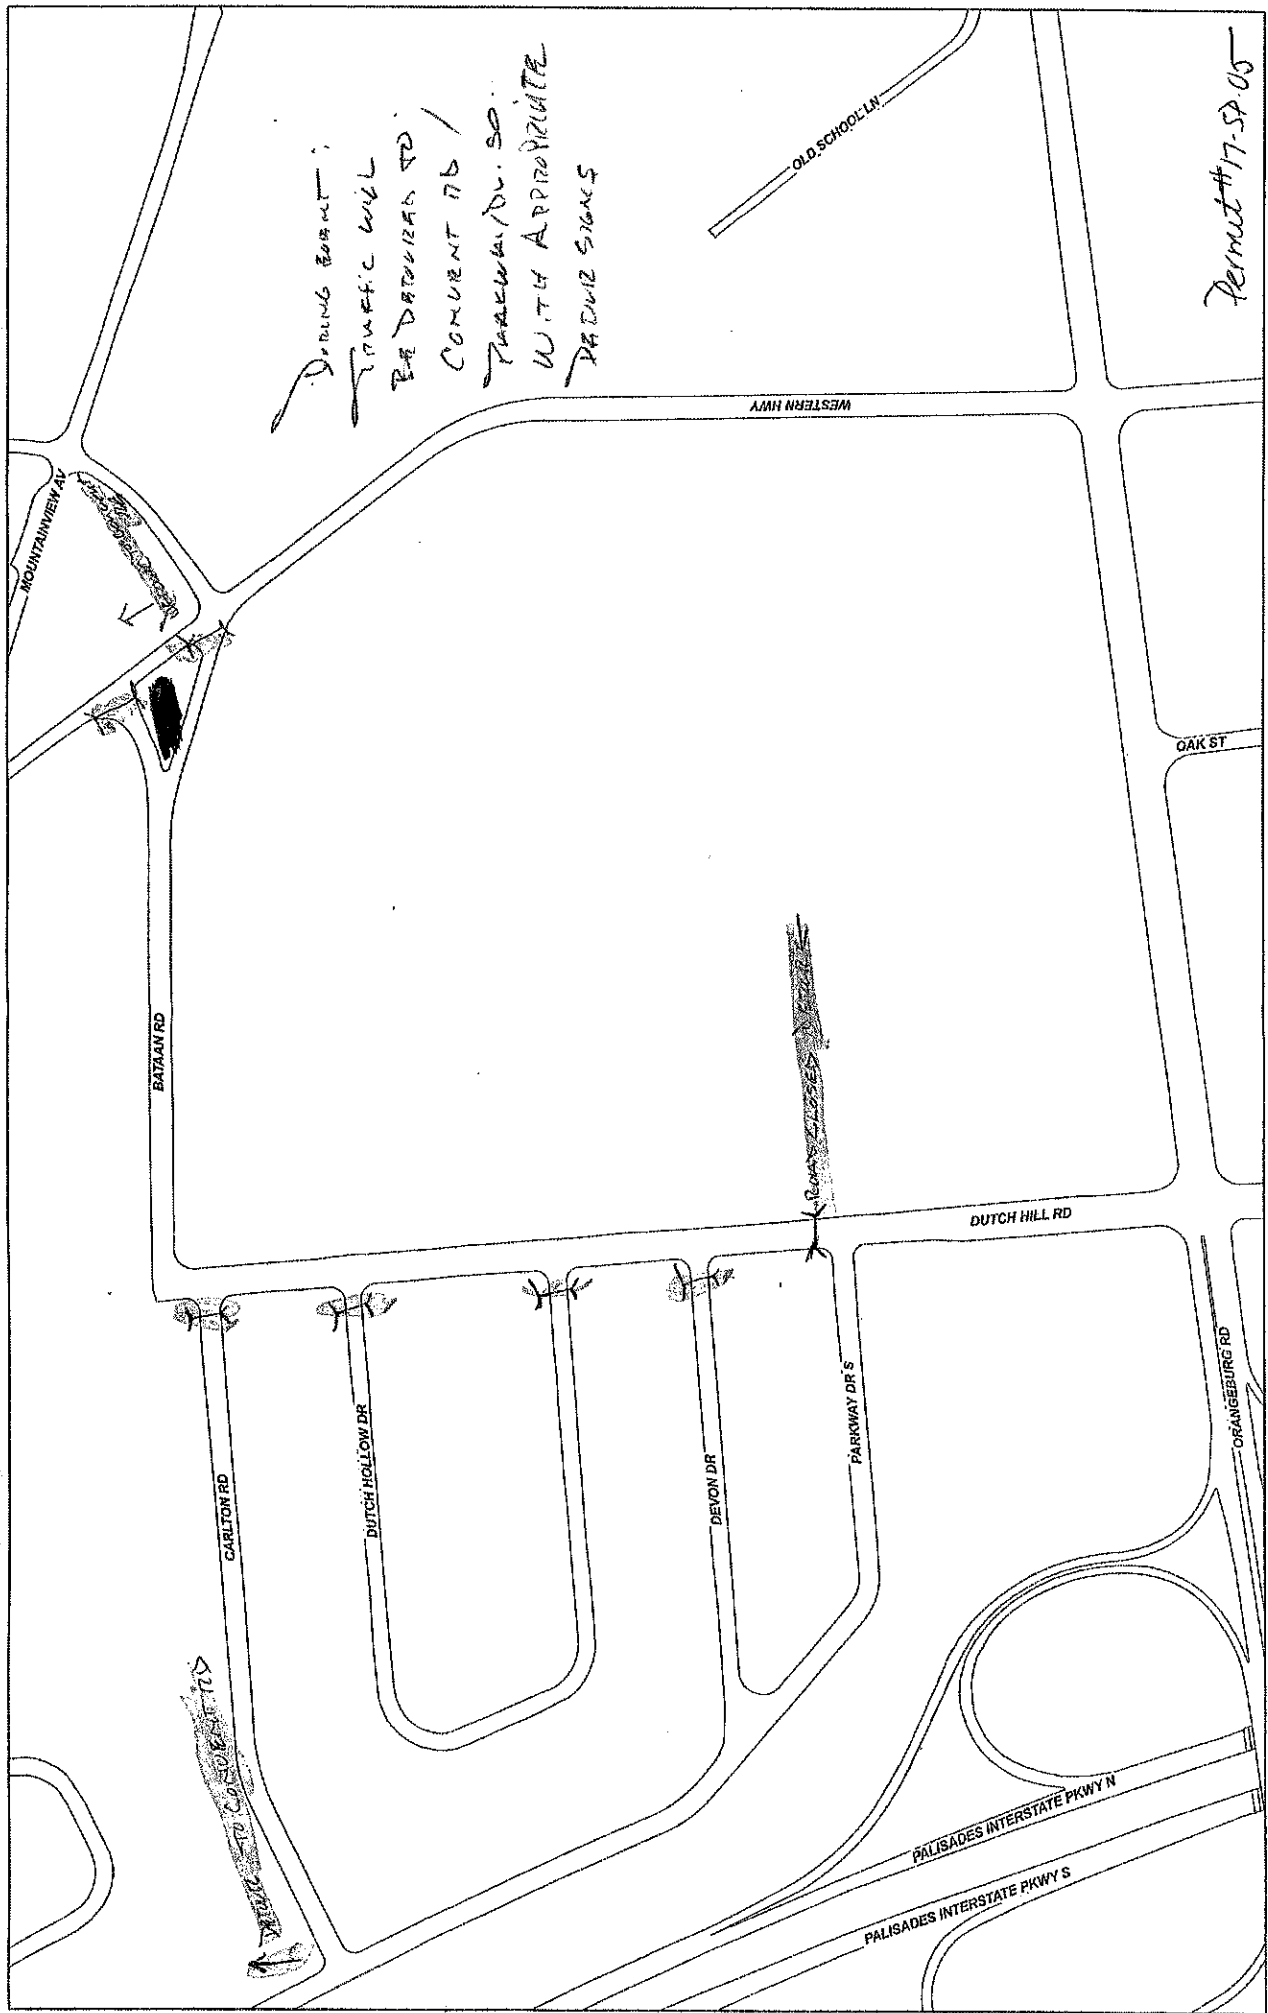 DURING EVENT;
TRAFFIC WILL
BE DETOURED TO
CONVENT RD /
PARKWAY DR. SO.
WITH APPROPRIATE
DETOUR SIGNS
OLD SCHOOL LN
Permit #17-SP-05
MOUNTAINVIEW AV
WESTERN HWY
OAK ST
BATAAN RD
ROAD CLOSED
DUTCH HILL RD
CARLTON RD
DUTCH HOLLOW DR
DEVON DR
PARKWAY DR S
ORANGEBURG RD
DETOUR TO CONVENT RD
PALISADES INTERSTATE PKWY N
PALISADES INTERSTATE PKWY S